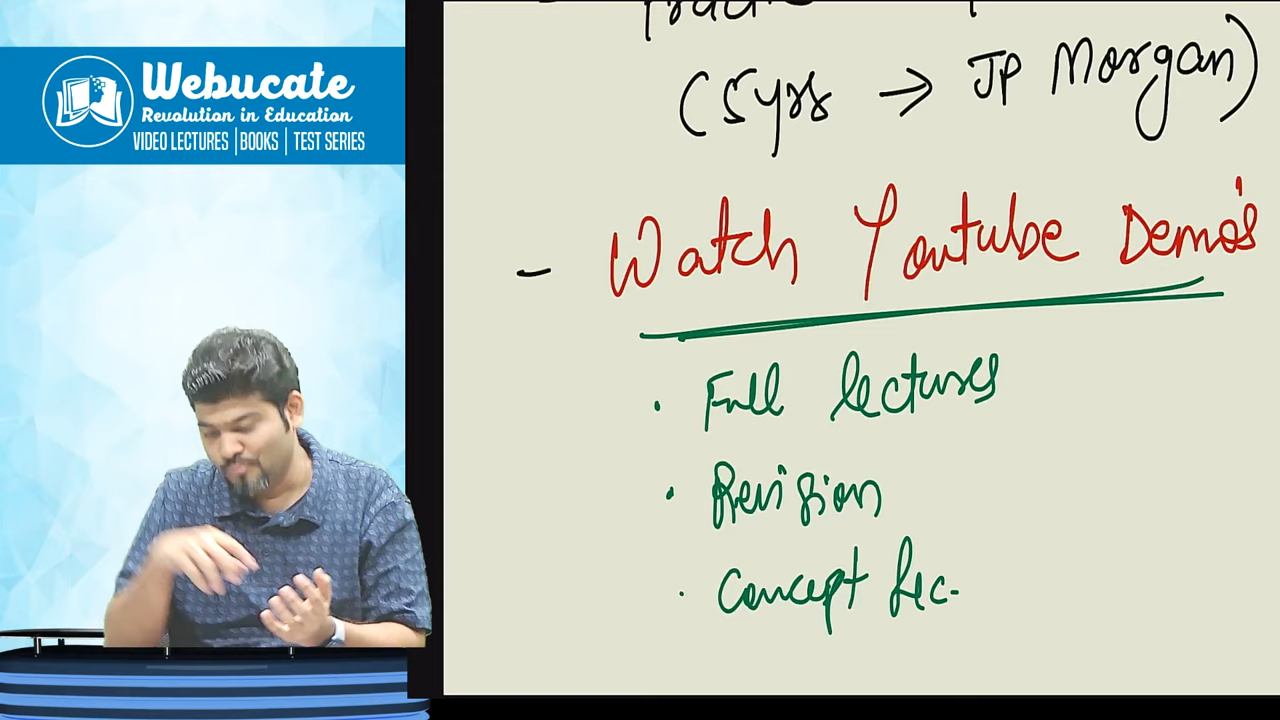 Webucate
Revolution in Education
VIDEO LECTURES | BOOKS | TEST SERIES
(5yrs → JP Morgan)
- Watch Youtube Demo's
· Full lectures
· Revision
· Concept Lec.